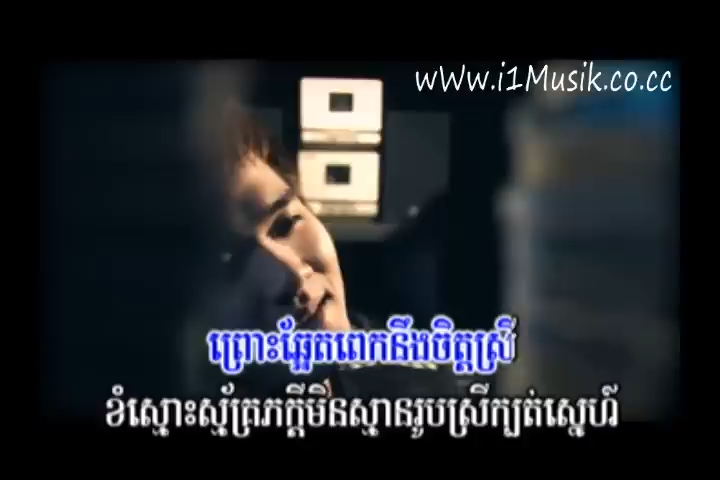 wWw.i1Musik.co.cc
ព្រោះឆ្អែតពេកនឹងចិត្តស្រី
ខំស្មោះស្ម័គ្រភក្ដីមិនស្មានរូបស្រីក្បត់ស្នេហ៍